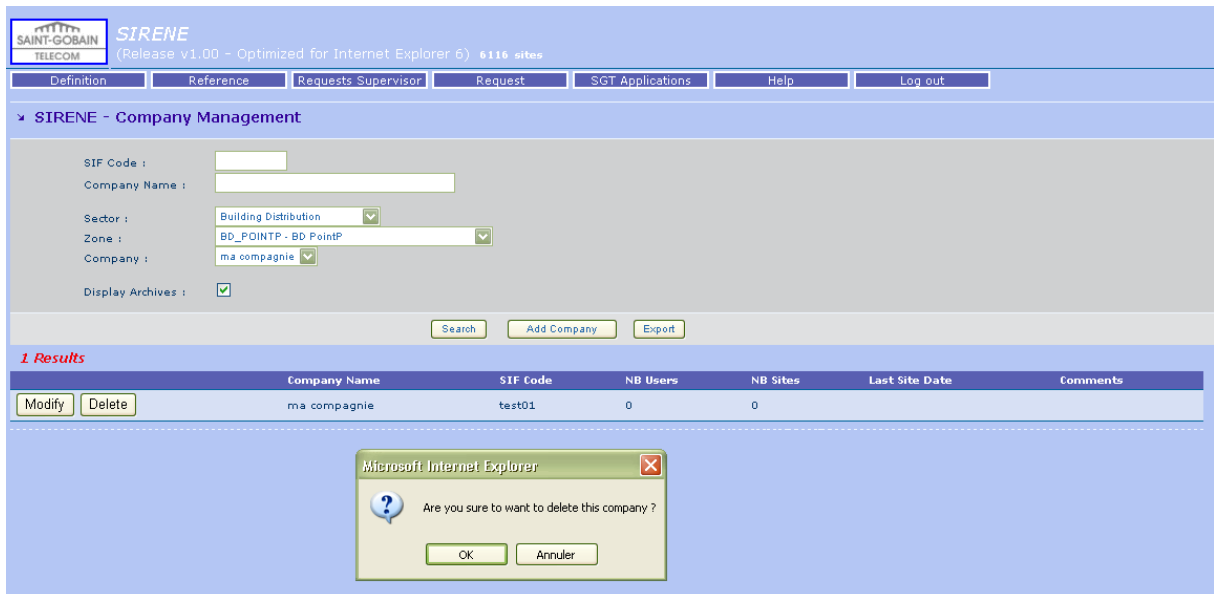 SAINT-GOBAIN
TELECOM
SIRENE
(Release v1.00 - Optimized for Internet Explorer 6) 6116 sites
Definition Reference Requests Supervisor Request SGT Applications Help Log out
SIRENE - Company Management
SIF Code :
Company Name :
Sector : Building Distribution
Zone : BD_POINTP - BD PointP
Company : ma compagnie
Display Archives :
Search Add Company Export
1 Results
Company Name SIF Code NB Users NB Sites Last Site Date Comments
Modify Delete ma compagnie test01 0 0
Microsoft Internet Explorer
Are you sure to want to delete this company ?
OK Annuler